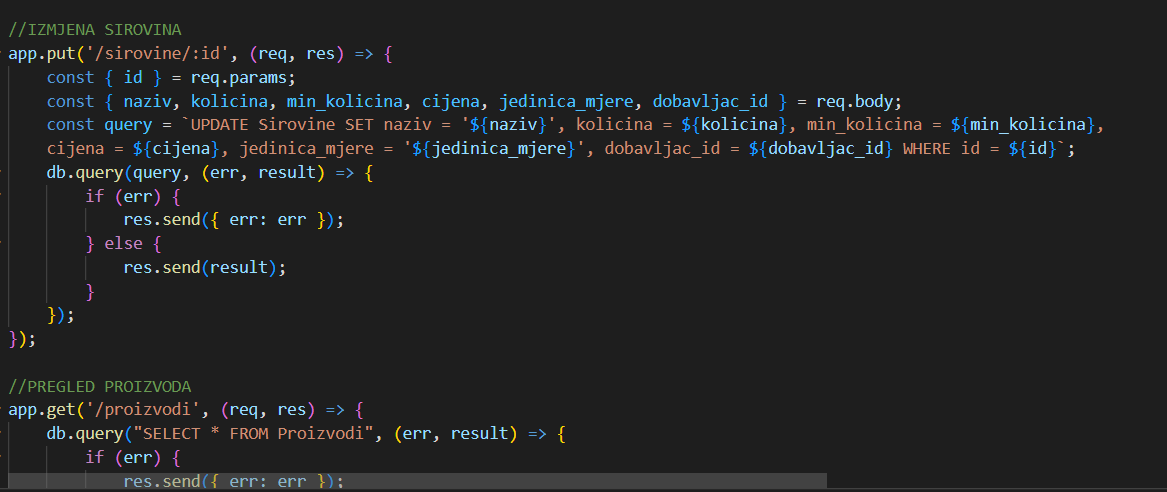 //IZMJENA SIROVINA
app.put('/sirovine/:id', (req, res) => {
    const { id } = req.params;
    const { naziv, kolicina, min_kolicina, cijena, jedinica_mjere, dobavljac_id } = req.body;
    const query = `UPDATE Sirovine SET naziv = '${naziv}', kolicina = ${kolicina}, min_kolicina = ${min_kolicina},
    cijena = ${cijena}, jedinica_mjere = '${jedinica_mjere}', dobavljac_id = ${dobavljac_id} WHERE id = ${id}`;
    db.query(query, (err, result) => {
        if (err) {
            res.send({ err: err });
        } else {
            res.send(result);
        }
    });
});
//PREGLED PROIZVODA
app.get('/proizvodi', (req, res) => {
    db.query("SELECT * FROM Proizvodi", (err, result) => {
        if (err) {
            res.send({ err: err });